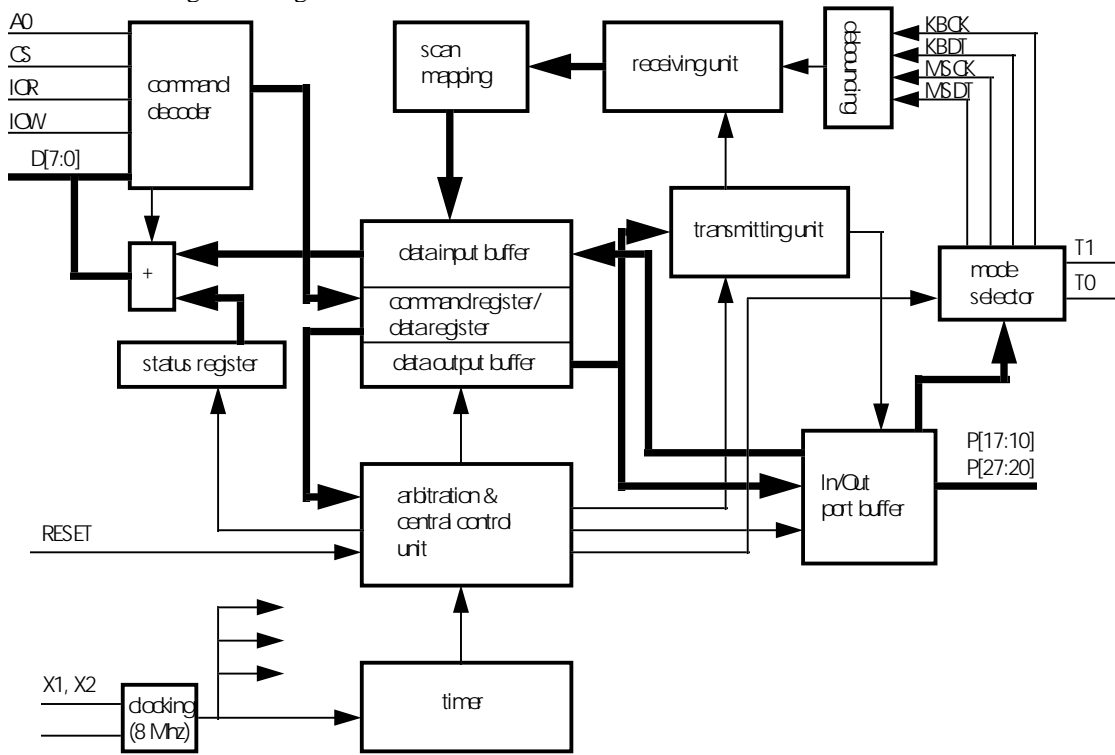 A0
CS
IOR
IOW
D[7:0]
command
decoder
scan
mapping
receiving unit
debouncing
KBCK
KBDT
MSCK
MSDT
+
data input buffer
command register/
data register
data output buffer
transmitting unit
mode
selector
T1
T0
status register
arbitration &
central control
unit
In/Out
port buffer
P[17:10]
P[27:20]
RESET
X1, X2
clocking
(8 Mhz)
timer